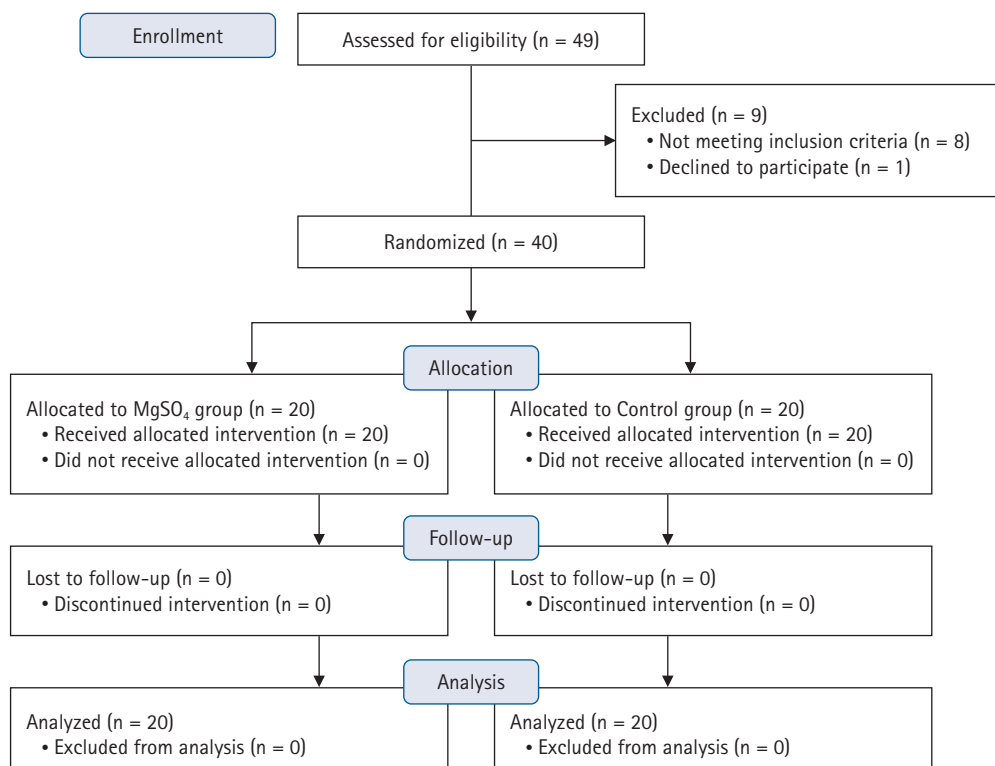 Enrollment
Assessed for eligibility (n = 49)
Excluded (n = 9)
• Not meeting inclusion criteria (n = 8)
• Declined to participate (n = 1)
Randomized (n = 40)
Allocation
Allocated to MgSO₄ group (n = 20)
• Received allocated intervention (n = 20)
• Did not receive allocated intervention (n = 0)
Allocated to Control group (n = 20)
• Received allocated intervention (n = 20)
• Did not receive allocated intervention (n = 0)
Follow-up
Lost to follow-up (n = 0)
• Discontinued intervention (n = 0)
Lost to follow-up (n = 0)
• Discontinued intervention (n = 0)
Analysis
Analyzed (n = 20)
• Excluded from analysis (n = 0)
Analyzed (n = 20)
• Excluded from analysis (n = 0)